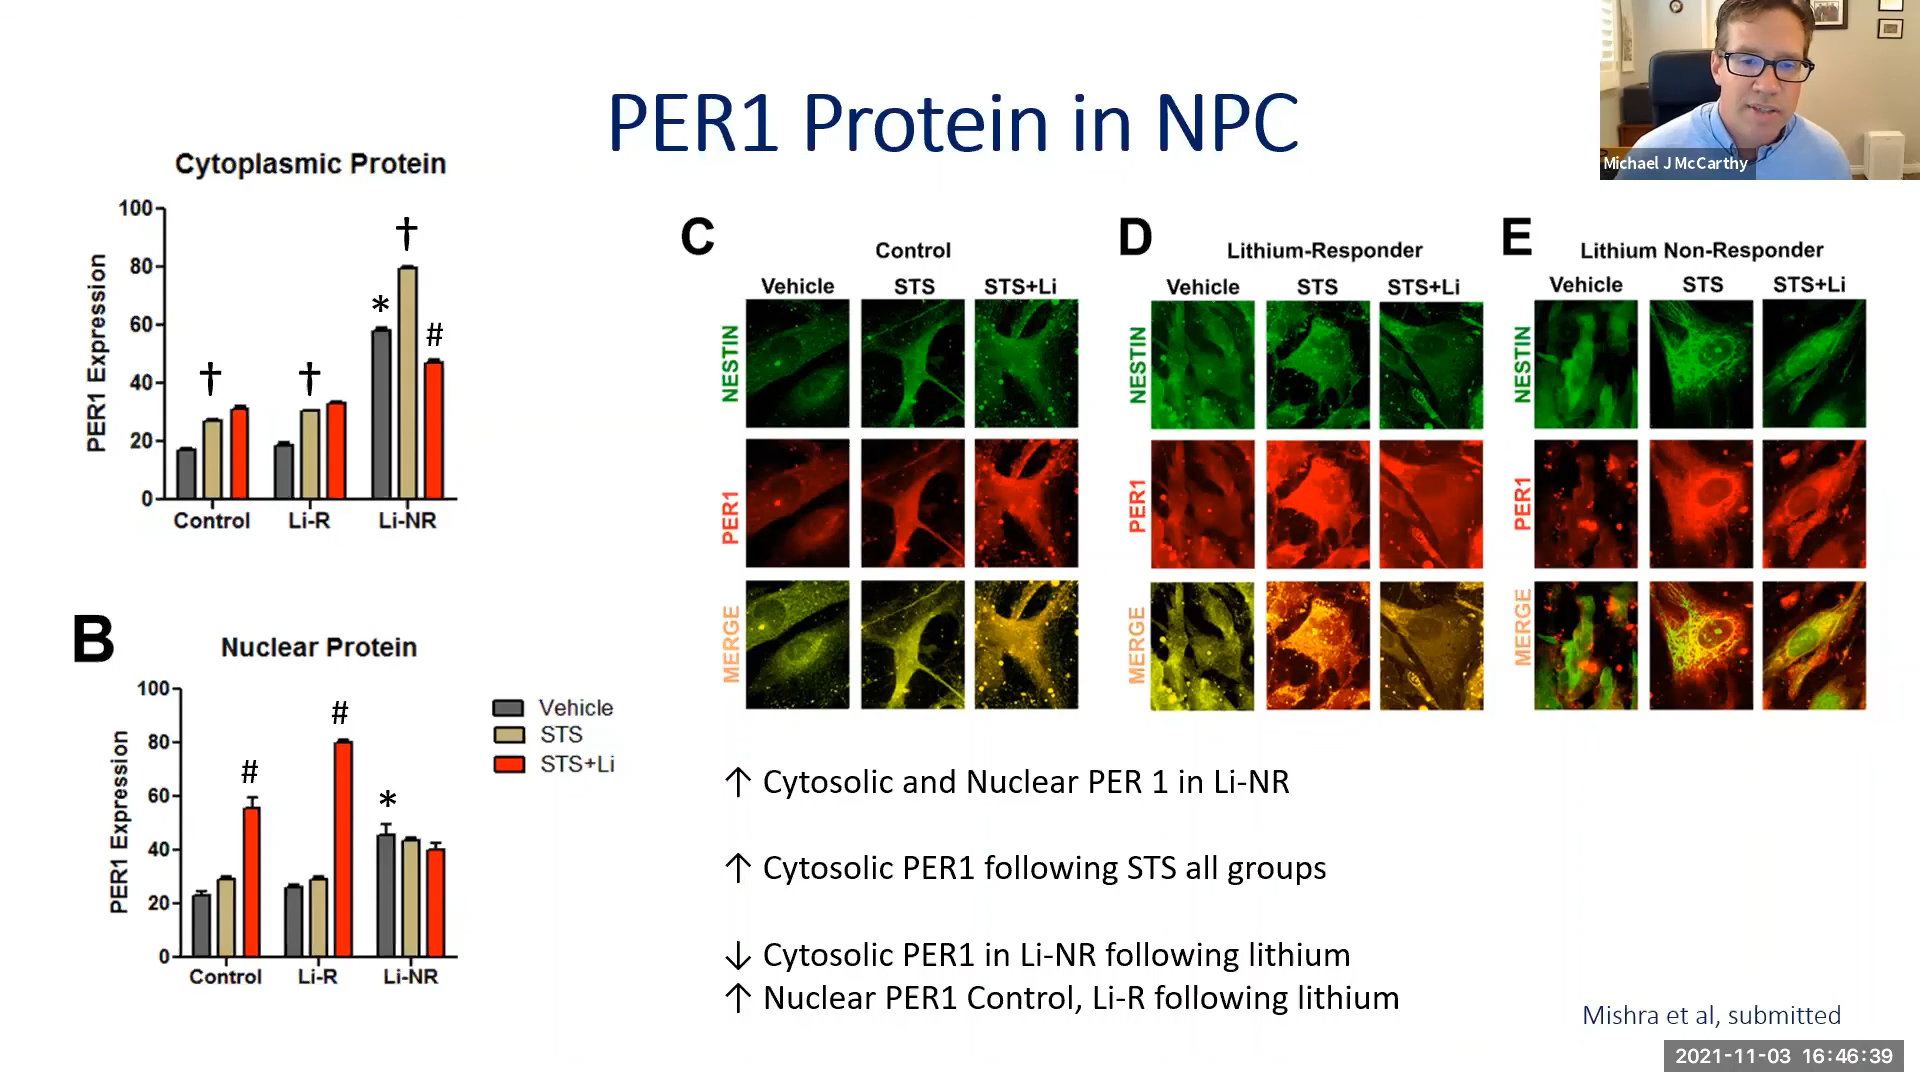 PER1 Protein in NPC
Michael J McCarthy
Cytoplasmic Protein
PER1 Expression
100
80
60
40
20
0
†
†
*
†
#
Control
Li-R
Li-NR
B
Nuclear Protein
PER1 Expression
100
80
60
40
20
0
#
#
*
Control
Li-R
Li-NR
Vehicle
STS
STS+Li
C
Control
Vehicle
STS
STS+Li
NESTIN
PER1
MERGE
D
Lithium-Responder
Vehicle
STS
STS+Li
NESTIN
PER1
MERGE
E
Lithium Non-Responder
Vehicle
STS
STS+Li
NESTIN
PER1
MERGE
↑ Cytosolic and Nuclear PER 1 in Li-NR
↑ Cytosolic PER1 following STS all groups
↓ Cytosolic PER1 in Li-NR following lithium
↑ Nuclear PER1 Control, Li-R following lithium
Mishra et al, submitted
2021-11-03 16:46:39